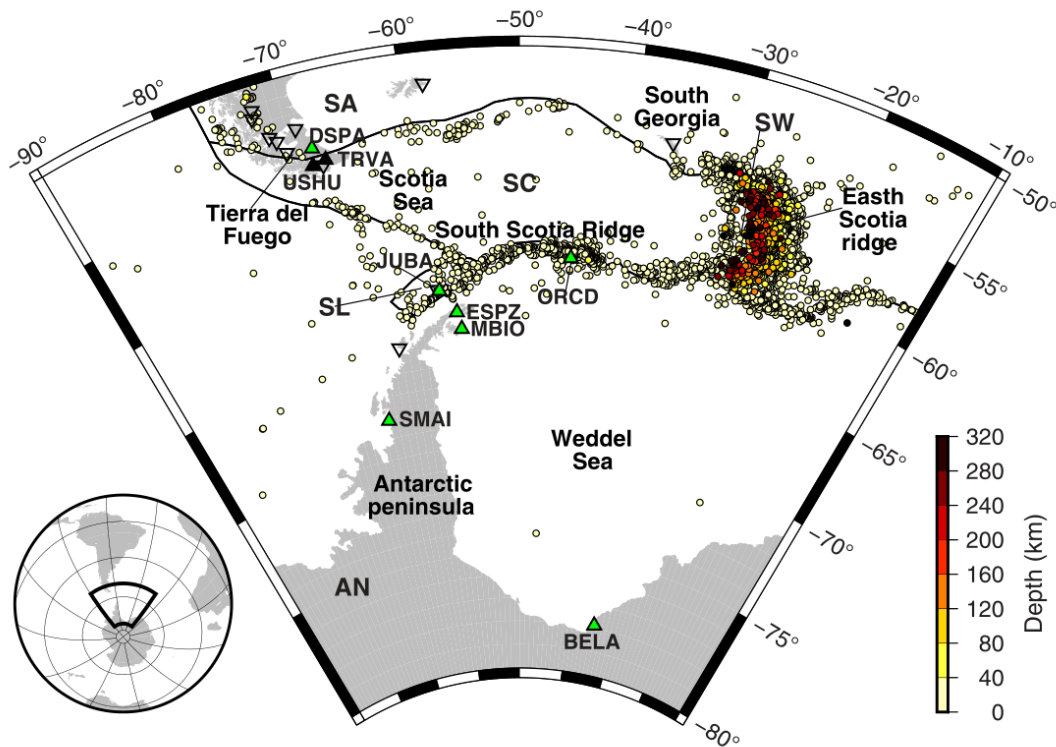 −50°
−60°
−40°
−70°
−30°
−80°
−20°
−90°
−10°
−50°
−55°
−60°
−65°
−70°
−75°
−80°
SA
South
Georgia
SW
DSPA
TRVA
USHU
Scotia
Sea
SC
Easth
Scotia
ridge
Tierra del
Fuego
South Scotia Ridge
JUBA
ORCD
SL
ESPZ
MBIO
SMAI
Weddel
Sea
Antarctic
peninsula
AN
BELA
320
280
240
200
160
120
80
40
0
Depth (km)